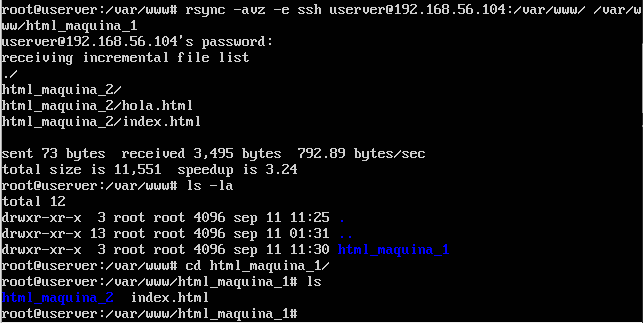 root@userver:/var/www# rsync -avz -e ssh userver@192.168.56.104:/var/www/ /var/w
ww/html_maquina_1
userver@192.168.56.104's password:
receiving incremental file list
./
html_maquina_2/
html_maquina_2/hola.html
html_maquina_2/index.html
sent 73 bytes  received 3,495 bytes  792.89 bytes/sec
total size is 11,551  speedup is 3.24
root@userver:/var/www# ls -la
total 12
drwxr-xr-x  3 root root 4096 sep 11 11:25 .
drwxr-xr-x 13 root root 4096 sep 11 01:31 ..
drwxr-xr-x  3 root root 4096 sep 11 11:30 html_maquina_1
root@userver:/var/www# cd html_maquina_1/
root@userver:/var/www/html_maquina_1# ls
html_maquina_2  index.html
root@userver:/var/www/html_maquina_1#